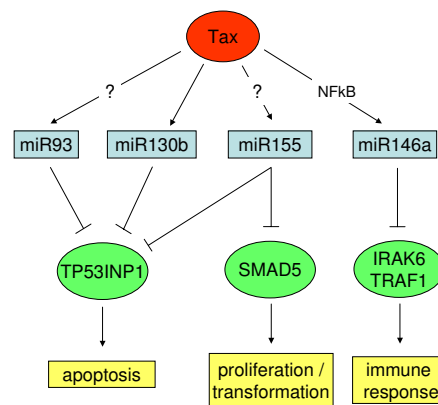 Tax
?
?
NFkB
miR93
miR130b
miR155
miR146a
TP53INP1
SMAD5
IRAK6
TRAF1
apoptosis
proliferation /
transformation
immune
response